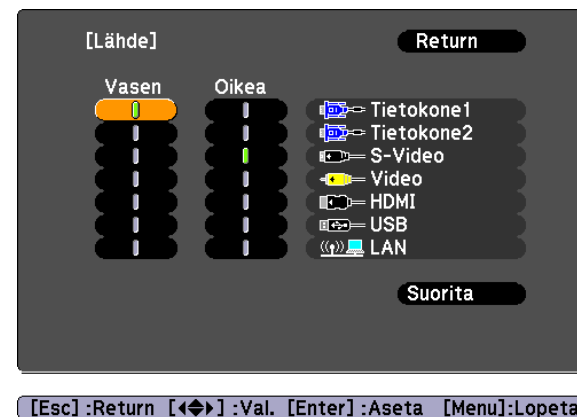 [Lähde] Return
Vasen Oikea
Tietokone1
Tietokone2
S-Video
Video
HDMI
USB
LAN
Suorita
[Esc] :Return [ ] :Val. [Enter] :Aseta [Menu]:Lopeta